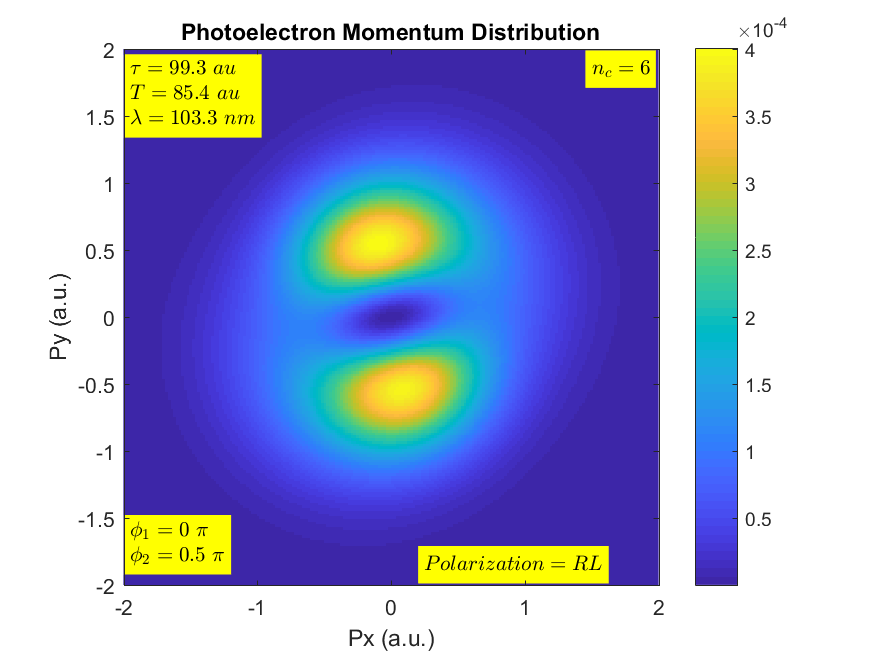 Photoelectron Momentum Distribution
×10⁻⁴
τ = 99.3 au
T = 85.4 au
λ = 103.3 nm
n_c = 6
2
1.5
1
0.5
0
-0.5
-1
-1.5
-2
Py (a.u.)
4
3.5
3
2.5
2
1.5
1
0.5
ϕ₁ = 0 π
ϕ₂ = 0.5 π
Polarization = RL
-2 -1 0 1 2
Px (a.u.)